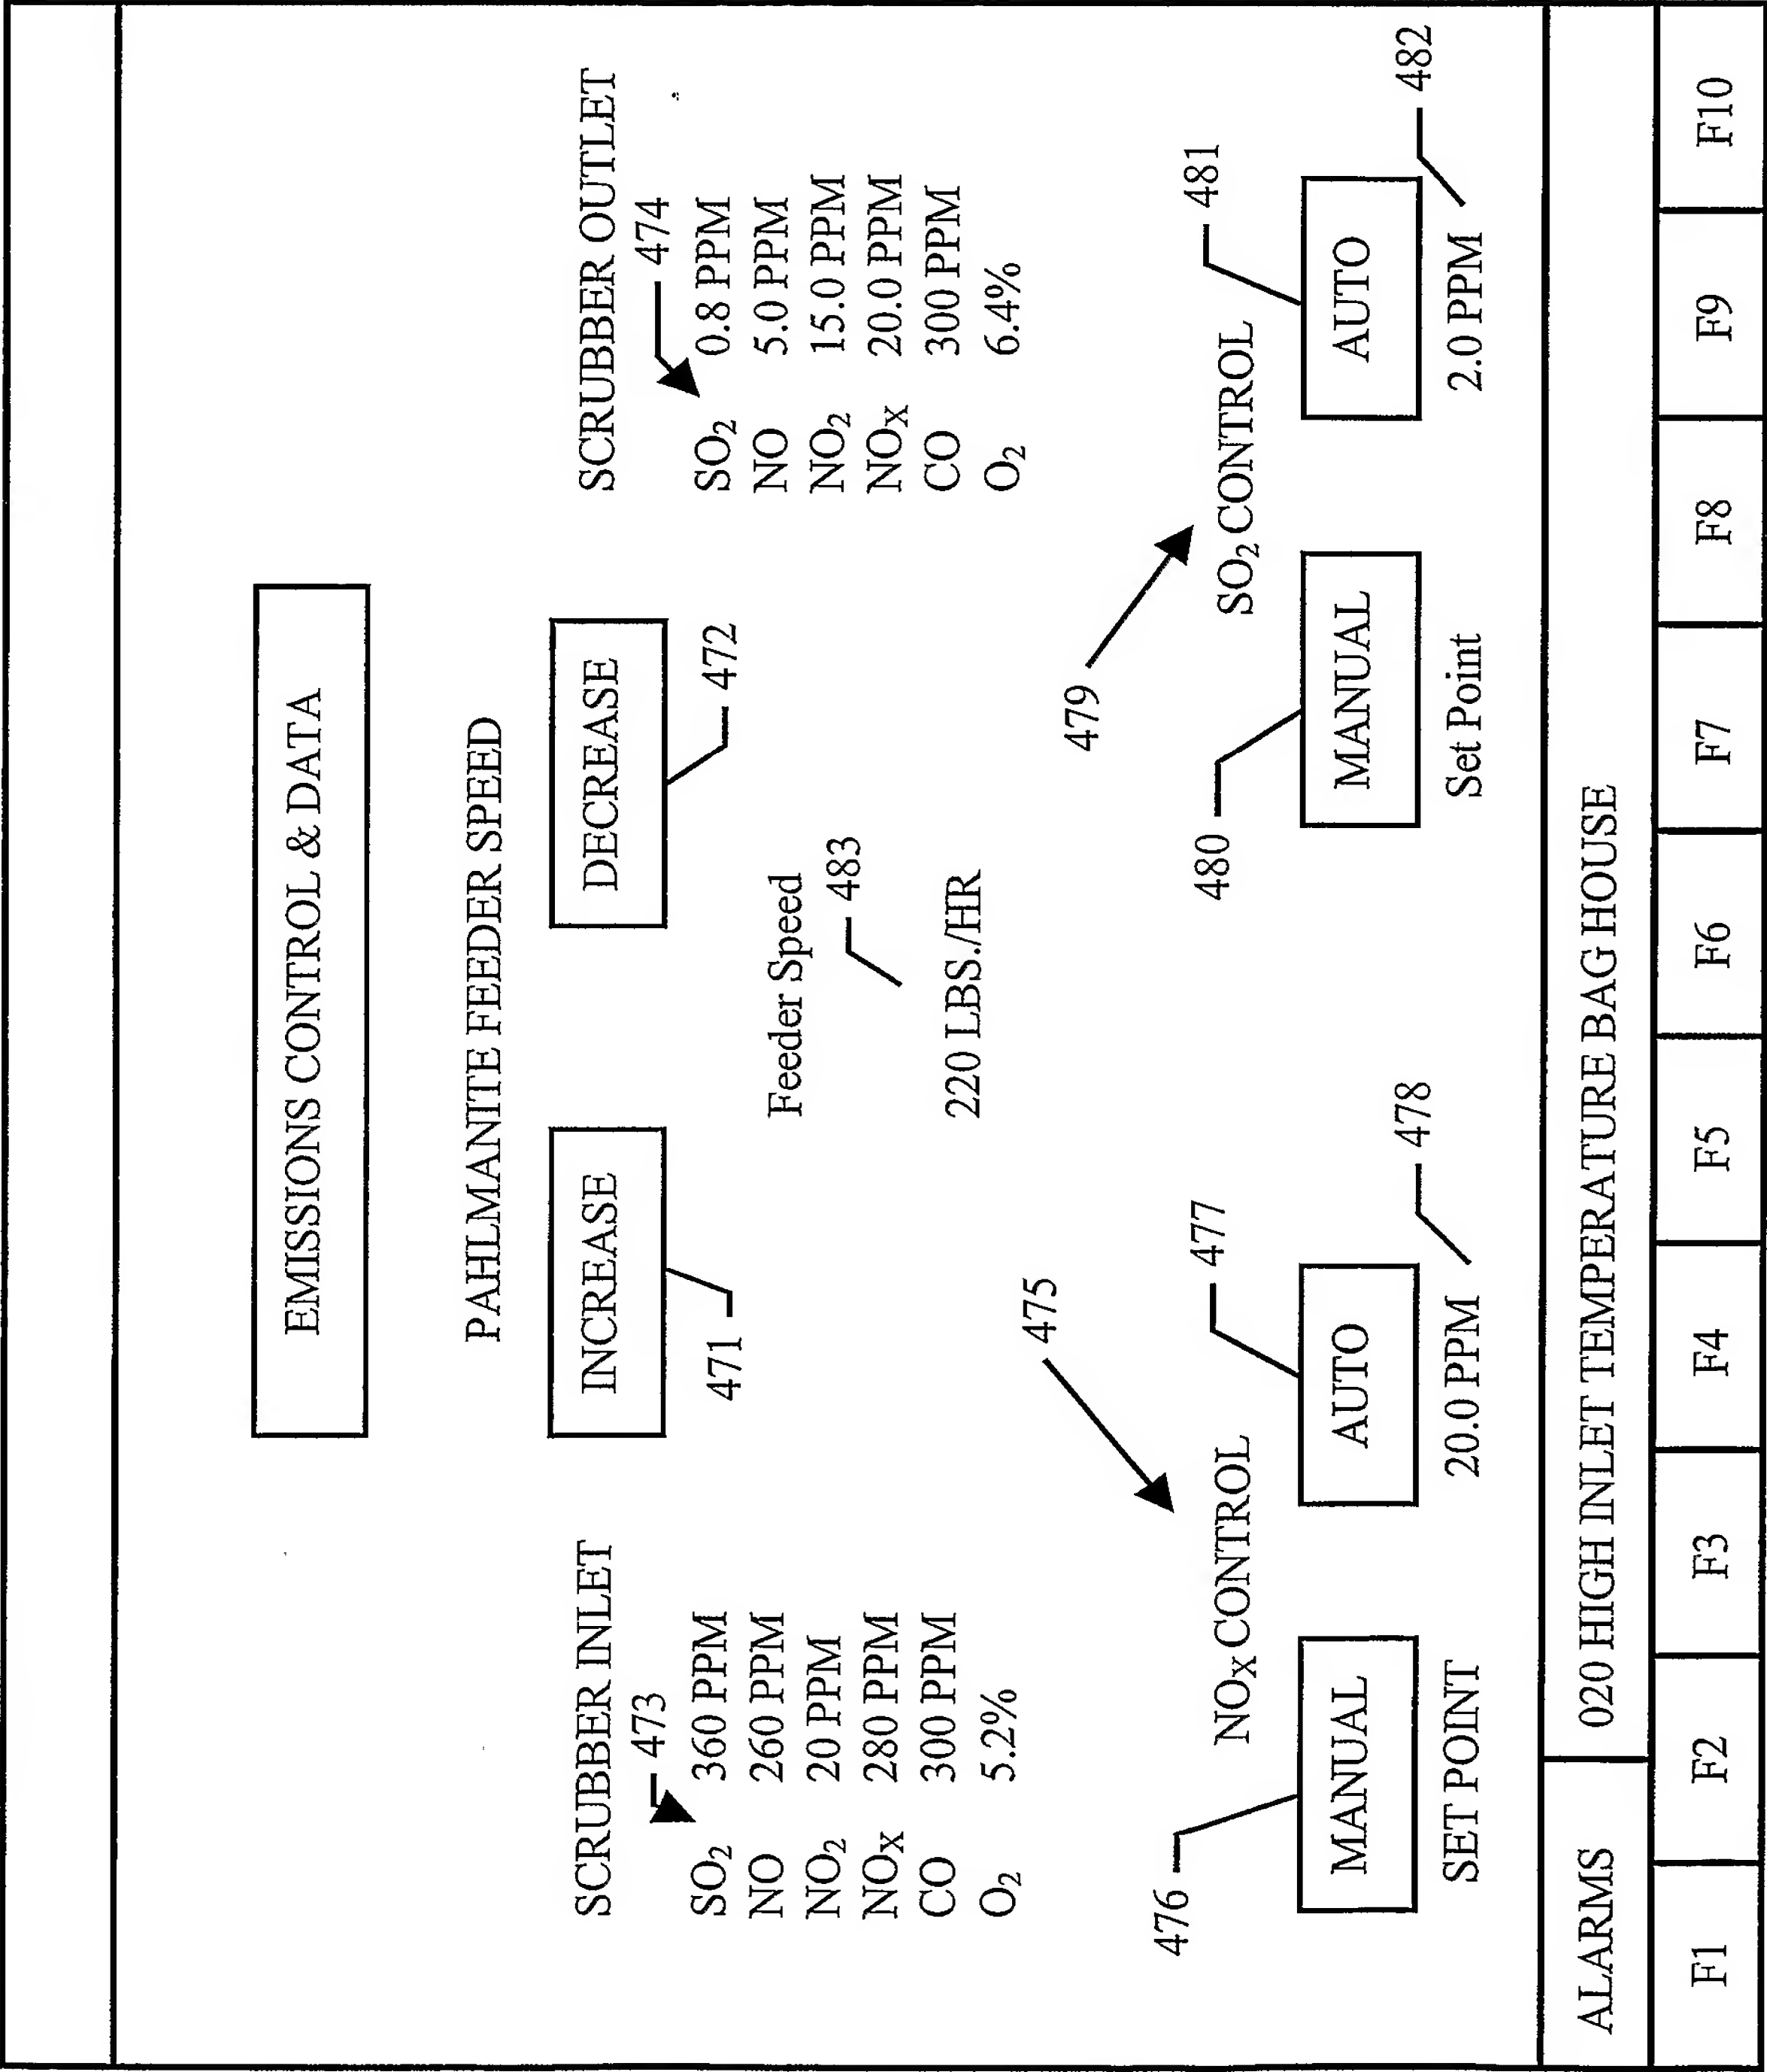 EMISSIONS CONTROL & DATA
PAHLMANITE FEEDER SPEED
INCREASE
DECREASE
471
472
Feeder Speed
483
220 LBS./HR
SCRUBBER INLET
473
SO₂ 360 PPM
NO 260 PPM
NO₂ 20 PPM
NOX 280 PPM
CO 300 PPM
O₂ 5.2%
SCRUBBER OUTLET
474
SO₂ 0.8 PPM
NO 5.0 PPM
NO₂ 15.0 PPM
NOX 20.0 PPM
CO 300 PPM
O₂ 6.4%
475
NOX CONTROL
476
477
MANUAL
AUTO
SET POINT
20.0 PPM
478
479
SO₂ CONTROL
480
481
MANUAL
AUTO
Set Point
2.0 PPM
482
ALARMS
020 HIGH INLET TEMPERATURE BAG HOUSE
F1 F2 F3 F4 F5 F6 F7 F8 F9 F10